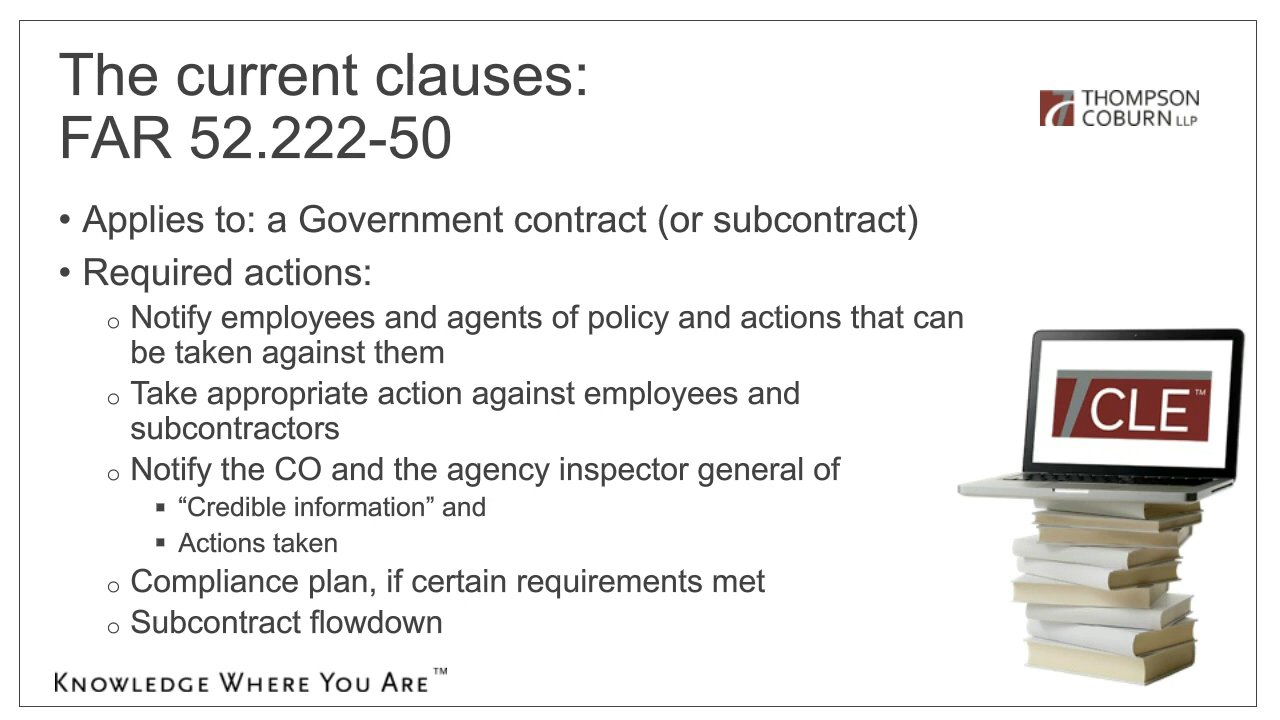 The current clauses:
FAR 52.222-50
THOMPSON
COBURN LLP
• Applies to: a Government contract (or subcontract)
• Required actions:
o Notify employees and agents of policy and actions that can
be taken against them
o Take appropriate action against employees and
subcontractors
o Notify the CO and the agency inspector general of
▪ “Credible information” and
▪ Actions taken
o Compliance plan, if certain requirements met
o Subcontract flowdown
CLE™
KNOWLEDGE WHERE YOU ARE™